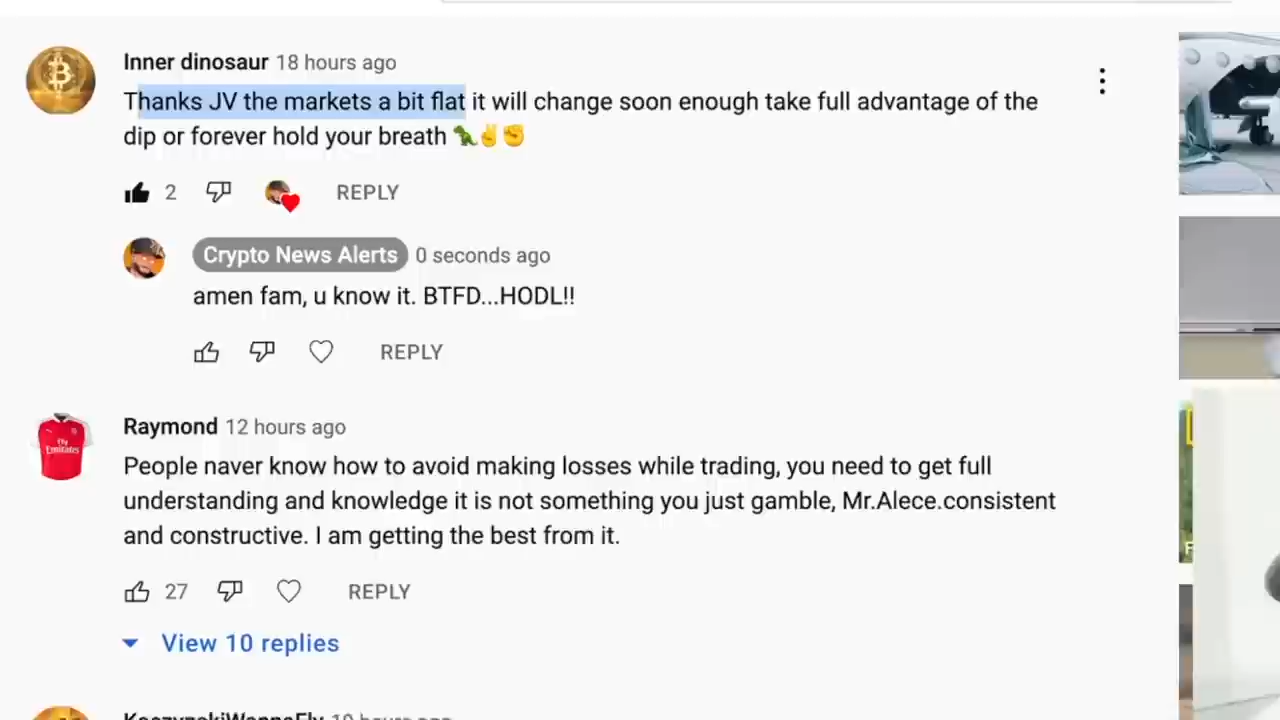 Inner dinosaur 18 hours ago
Thanks JV the markets a bit flat it will change soon enough take full advantage of the
dip or forever hold your breath 🦖✌️✊
2 REPLY
Crypto News Alerts 0 seconds ago
amen fam, u know it. BTFD...HODL!!
REPLY
Raymond 12 hours ago
Fly
Emirates
People naver know how to avoid making losses while trading, you need to get full
understanding and knowledge it is not something you just gamble, Mr.Alece.consistent
and constructive. I am getting the best from it.
27 REPLY
View 10 replies